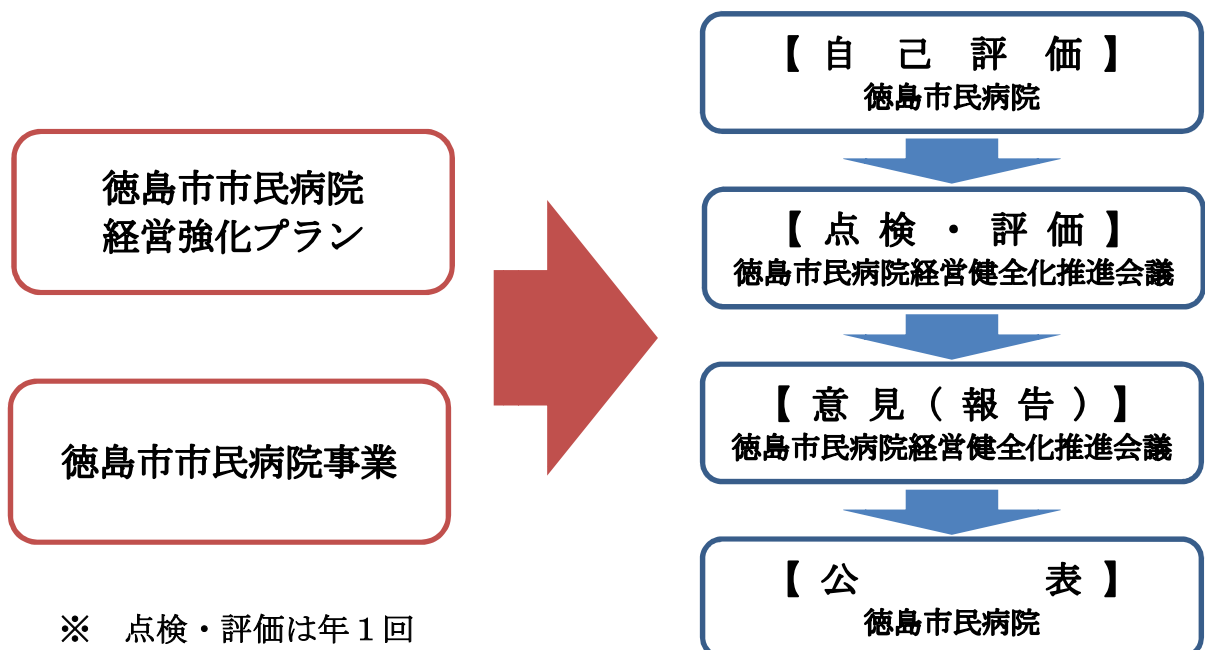 徳島市市民病院
経営強化プラン
徳島市市民病院事業
※　点検・評価は年１回
【 自　己　評　価 】
徳島市民病院
【 点 検 ・ 評 価 】
徳島市民病院経営健全化推進会議
【 意 見（ 報 告 ）】
徳島市民病院経営健全化推進会議
【 公　　　　　表 】
徳島市民病院